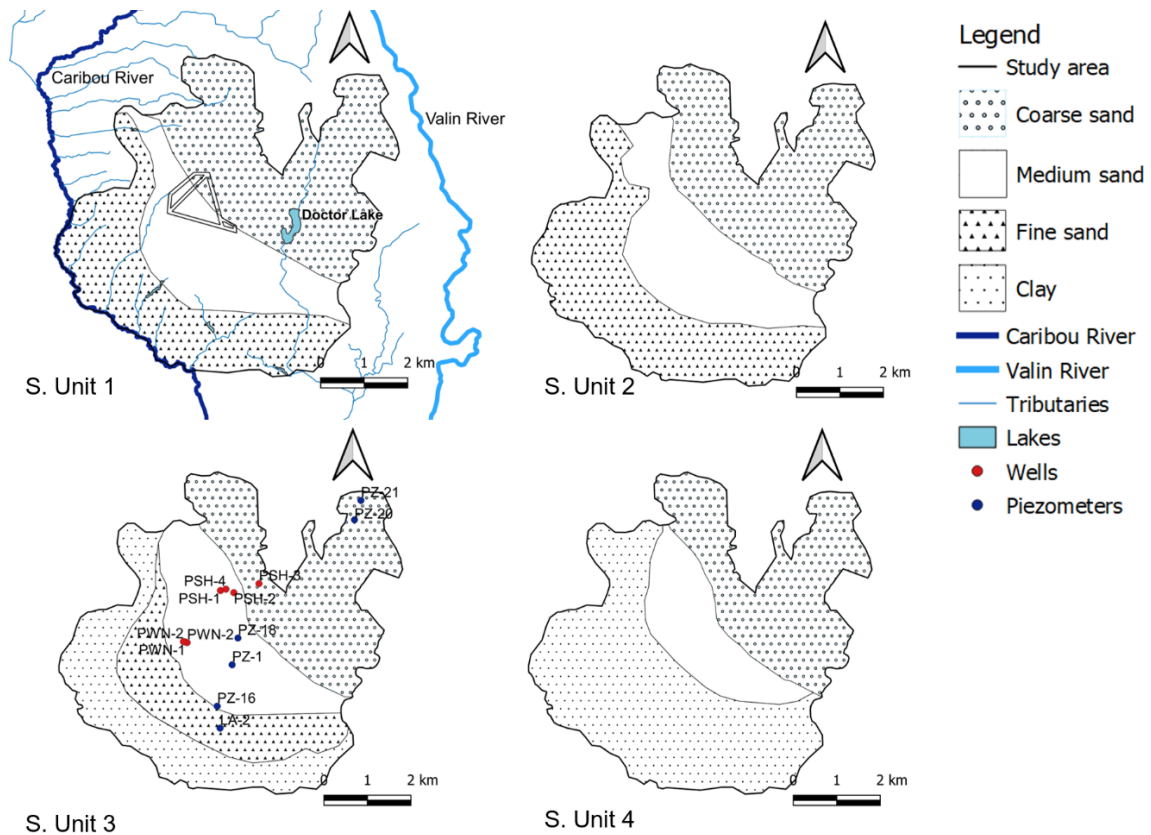 Caribou River
Valin River
Doctor Lake
0 1 2 km
S. Unit 1
0 1 2 km
S. Unit 2
Legend
Study area
Coarse sand
Medium sand
Fine sand
Clay
Caribou River
Valin River
Tributaries
Lakes
Wells
Piezometers
PZ-21
PZ-20
PSH-4
PSH-3
PSH-1
PSH-2
PWN-2
PWN-2
PZ-18
PWN-1
PZ-1
PZ-16
LA-2
0 1 2 km
S. Unit 3
0 1 2 km
S. Unit 4